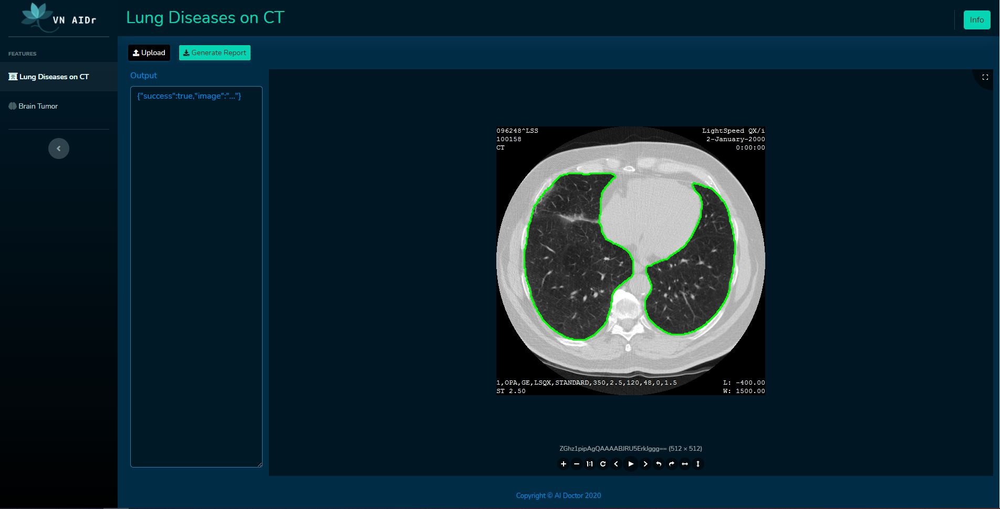 VN AIDr
Lung Diseases on CT
Info
FEATURES
Lung Diseases on CT
Brain Tumor
Upload
Generate Report
Output
{"success":true,"image":"..."}
096248^LSS
100158
CT
LightSpeed QX/i
2-January-2000
0:00:00
1,OPA,GE,LSQX,STANDARD,350,2.5,120,48,0,1.5
ST 2.50
L: -400.00
W: 1500.00
ZGhz1pipAgQAAAABJRU5ErkJggg== (512 × 512)
1:1
Copyright © AI Doctor 2020